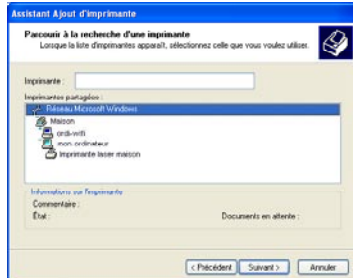 Assistant Ajout d'imprimante
Parcourir à la recherche d'une imprimante
Lorsque la liste d'imprimantes apparaît, sélectionnez celle que vous voulez utiliser.
Imprimante :
Imprimantes partagées :
Réseau Microsoft Windows
Maison
ordi-wifi
mon ordinateur
Imprimante laser maison
Informations sur l'imprimante
Commentaire :
État : Documents en attente :
< Précédent Suivant > Annuler